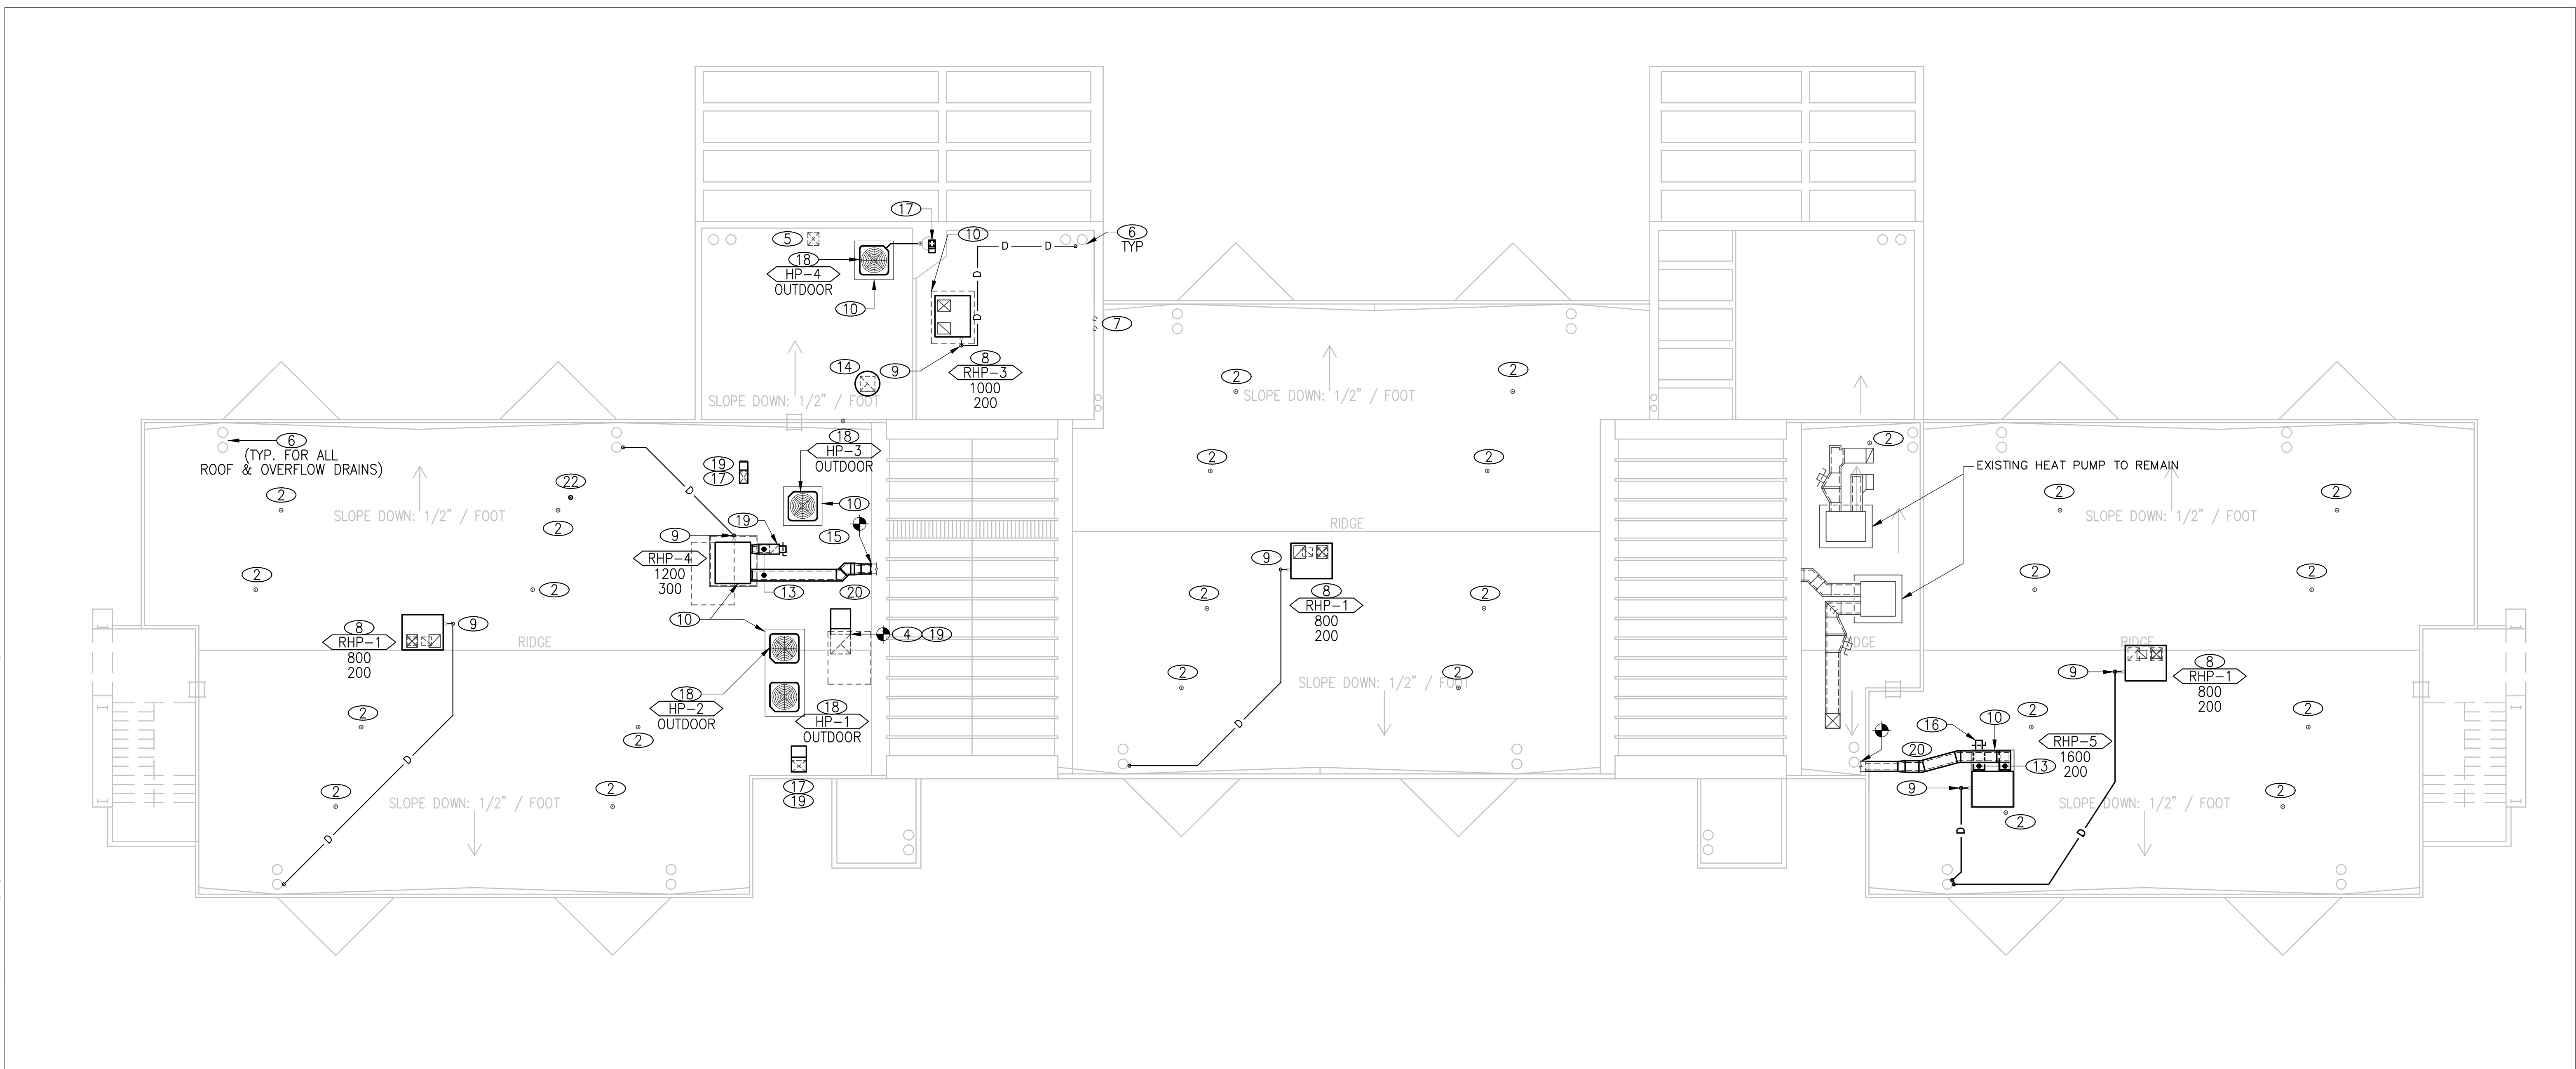 17
5
10
6
TYP
D
D
18
HP-4
OUTDOOR
D
10
D
7
14
9
8
RHP-3
1000
200
SLOPE DOWN: 1/2" / FOOT
2
2
SLOPE DOWN: 1/2" / FOOT
6
(TYP. FOR ALL
ROOF & OVERFLOW DRAINS)
18
HP-3
OUTDOOR
2
2
2
19
17
EXISTING HEAT PUMP TO REMAIN
22
2
D
10
2
2
SLOPE DOWN: 1/2" / FOOT
SLOPE DOWN: 1/2" / FOOT
2
19
RIDGE
9
15
RHP-4
1200
300
9
2
2
13
20
8
RHP-1
800
200
2
2
2
2
10
9
8
RHP-1
800
200
4
19
RIDGE
RIDGE
RIDGE
9
8
RHP-1
800
200
2
2
SLOPE DOWN: 1/2" / FOOT
18
HP-2
OUTDOOR
18
HP-1
OUTDOOR
2
2
D
16
10
2
2
RHP-5
1600
200
20
13
D
17
19
9
2
2
SLOPE DOWN: 1/2" / FOOT
2
SLOPE DOWN: 1/2" / FOOT
2
D
D
D